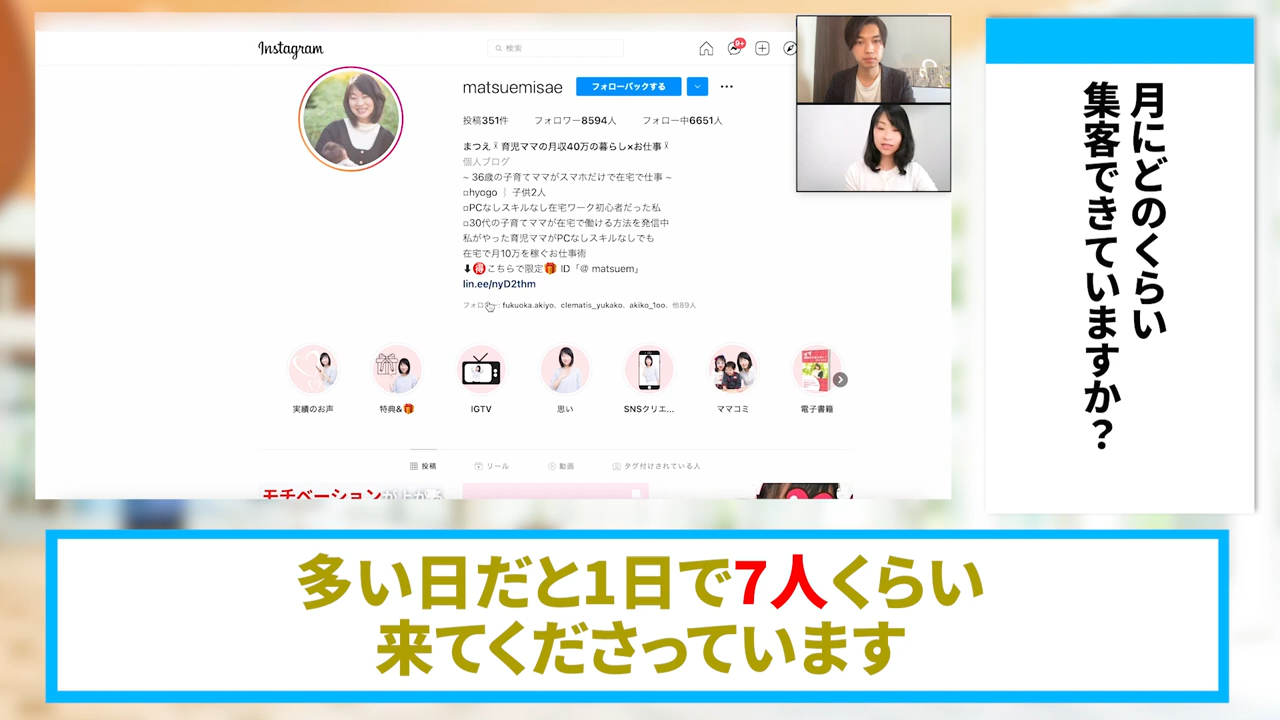 Instagram
検索
9+
matsuemisae
フォローバックする
投稿351件
フォロワー8594人
フォロー中6651人
まつえ 育児ママの月収40万の暮らし×お仕事
個人ブログ
~ 36歳の子育てママがスマホだけで在宅で仕事 ~
▫hyogo ┊ 子供2人
▫PCなしスキルなし在宅ワーク初心者だった私
▫30代の子育てママが在宅で働ける方法を発信中
私がやった育児ママがPCなしスキルなしでも
在宅で月10万を稼ぐお仕事術
⬇🉐こちらで限定🎁 ID「@ matsuem」
lin.ee/nyD2thm
fukuoka.akiyo、clematis_yukako、akiko_1oo、他89人
実績のお声
特典&🎁
IGTV
思い
SNSクリエ...
ママコミ
電子書籍
投稿
リール
動画
タグ付けされている人
モチベーション
月にどのくらい
集客できていますか？
多い日だと1日で7人くらい
来てくださっています